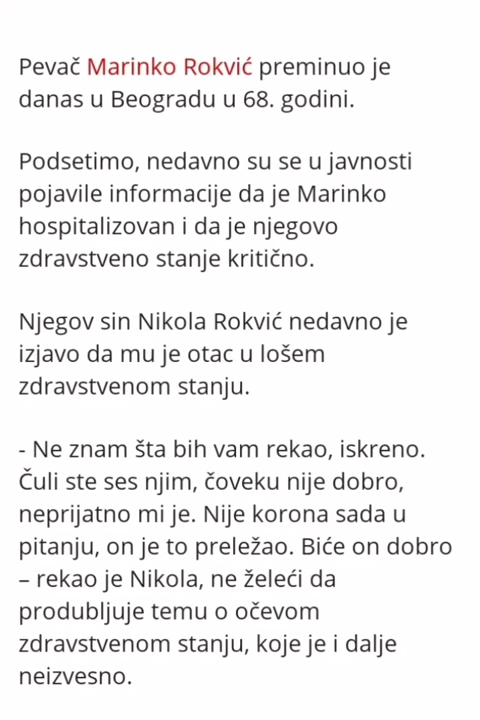 Pevač Marinko Rokvić preminuo je
danas u Beogradu u 68. godini.
Podsetimo, nedavno su se u javnosti
pojavile informacije da je Marinko
hospitalizovan i da je njegovo
zdravstveno stanje kritično.
Njegov sin Nikola Rokvić nedavno je
izjavo da mu je otac u lošem
zdravstvenom stanju.
- Ne znam šta bih vam rekao, iskreno.
Čuli ste ses njim, čoveku nije dobro,
neprijatno mi je. Nije korona sada u
pitanju, on je to preležao. Biće on dobro
– rekao je Nikola, ne želeći da
produbljuje temu o očevom
zdravstvenom stanju, koje je i dalje
neizvesno.